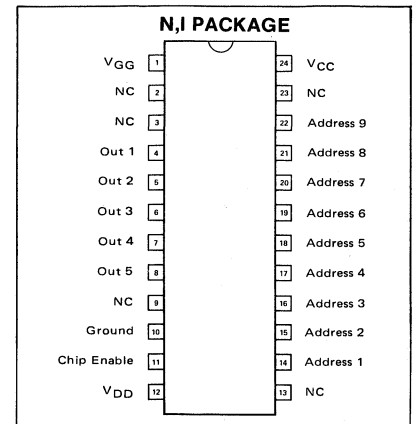 N,I PACKAGE
VGG 1 24 VCC
NC 2 23 NC
NC 3 22 Address 9
Out 1 4 21 Address 8
Out 2 5 20 Address 7
Out 3 6 19 Address 6
Out 4 7 18 Address 5
Out 5 8 17 Address 4
NC 9 16 Address 3
Ground 10 15 Address 2
Chip Enable 11 14 Address 1
VDD 12 13 NC